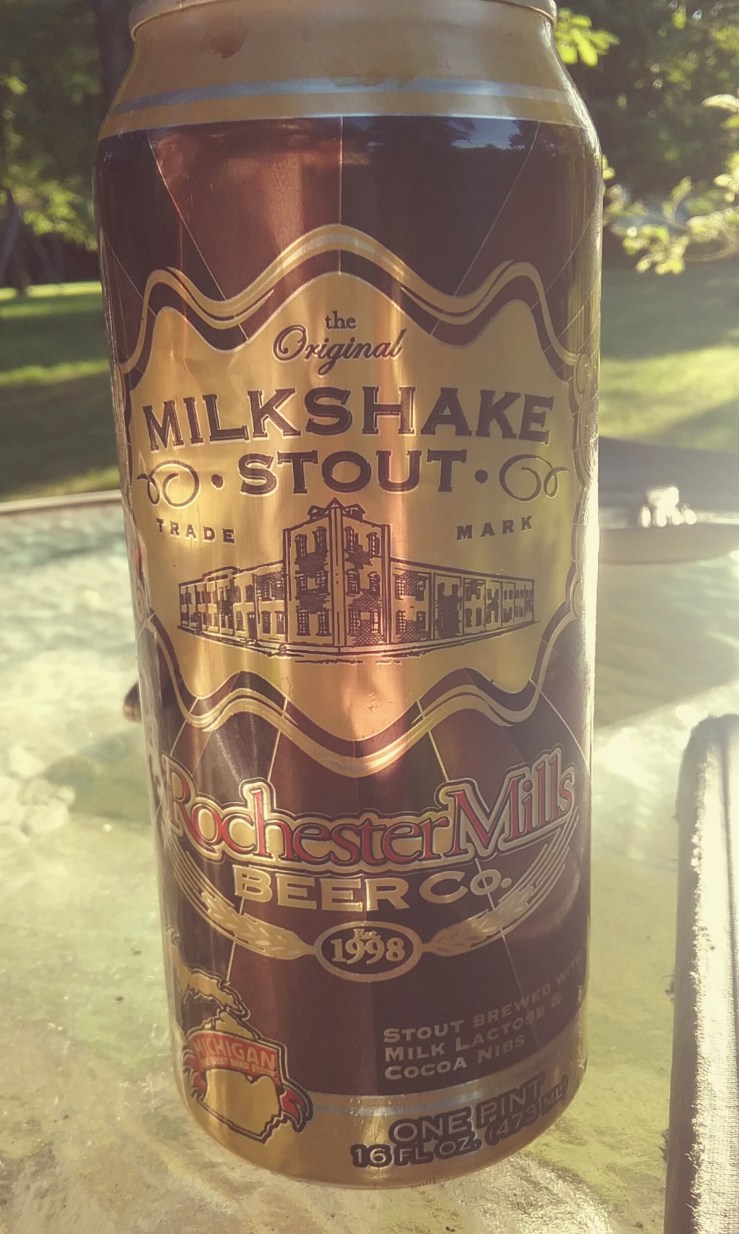 the
Original
MILKSHAKE
· STOUT ·
TRADE MARK
RochesterMills
BEER Co.
Est.
1998
STOUT BREWED WITH
MILK LACTOSE &
COCOA NIBS
MICHIGAN
ONE PINT
16 FL OZ. (473 ML)